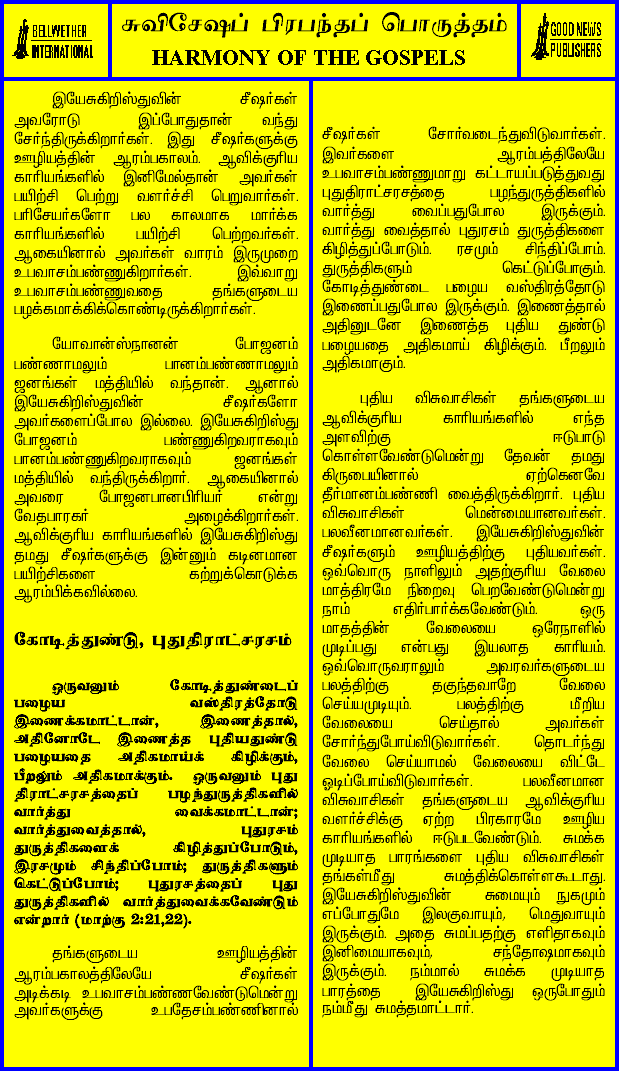 BELLWETHER
INTERNATIONAL
சுவிசேஷப் பிரபந்தப் பொருத்தம்
HARMONY OF THE GOSPELS
GOOD NEWS
PUBLISHERS
இயேசுகிறிஸ்துவின் சீஷர்கள்
அவரோடு இப்போதுதான் வந்து
சேர்ந்திருக்கிறார்கள். இது சீஷர்களுக்கு
ஊழியத்தின் ஆரம்பகாலம். ஆவிக்குரிய
காரியங்களில் இனிமேல்தான் அவர்கள்
பயிற்சி பெற்று வளர்ச்சி பெறுவார்கள்.
பரிசேயர்களோ பல காலமாக மார்க்க
காரியங்களில் பயிற்சி பெற்றவர்கள்.
ஆகையினால் அவர்கள் வாரம் இருமுறை
உபவாசம்பண்ணுகிறார்கள். இவ்வாறு
உபவாசம்பண்ணுவதை தங்களுடைய
பழக்கமாக்கிக்கொண்டிருக்கிறார்கள்.
யோவான்ஸ்நானன் போஜனம்
பண்ணாமலும் பானம்பண்ணாமலும்
ஜனங்கள் மத்தியில் வந்தான். ஆனால்
இயேசுகிறிஸ்துவின் சீஷர்களோ
அவர்களைப்போல இல்லை. இயேசுகிறிஸ்து
போஜனம் பண்ணுகிறவராகவும்
பானம்பண்ணுகிறவராகவும் ஜனங்கள்
மத்தியில் வந்திருக்கிறார். ஆகையினால்
அவரை போஜனபானபிரியர் என்று
வேதபாரகர் அழைக்கிறார்கள்.
ஆவிக்குரிய காரியங்களில் இயேசுகிறிஸ்து
தமது சீஷர்களுக்கு இன்னும் கடினமான
பயிற்சிகளை கற்றுக்கொடுக்க
ஆரம்பிக்கவில்லை.
கோடித்துண்டு, புதுதிராட்சரசம்
ஒருவனும் கோடித்துண்டைப்
பழைய வஸ்திரத்தோடு
இணைக்கமாட்டான், இணைத்தால்,
அதினோடே இணைத்த புதியதுண்டு
பழையதை அதிகமாய்க் கிழிக்கும்,
பீறலும் அதிகமாக்கும். ஒருவனும் புது
திராட்சரசத்தைப் பழந்துருத்திகளில்
வார்த்து வைக்கமாட்டான்;
வார்த்துவைத்தால், புதுரசம்
துருத்திகளைக் கிழித்துப்போடும்,
இரசமும் சிந்திப்போம்; துருத்திகளும்
கெட்டுப்போம்; புதுரசத்தைப் புது
துருத்திகளில் வார்த்துவைக்கவேண்டும்
என்றார் (மாற்கு 2:21,22).
தங்களுடைய ஊழியத்தின்
ஆரம்பகாலத்திலேயே சீஷர்கள்
அடிக்கடி உபவாசம்பண்ணவேண்டுமென்று
அவர்களுக்கு உபதேசம்பண்ணினால்
சீஷர்கள் சோர்வடைந்துவிடுவார்கள்.
இவர்களை ஆரம்பத்திலேயே
உபவாசம்பண்ணுமாறு கட்டாயப்படுத்துவது
புதுதிராட்சரசத்தை பழந்துருத்திகளில்
வார்த்து வைப்பதுபோல இருக்கும்.
வார்த்து வைத்தால் புதுரசம் துருத்திகளை
கிழித்துப்போடும். ரசமும் சிந்திப்போம்.
துருத்திகளும் கெட்டுப்போகும்.
கோடித்துண்டை பழைய வஸ்திரத்தோடு
இணைப்பதுபோல இருக்கும். இணைத்தால்
அதினுடனே இணைத்த புதிய துண்டு
பழையதை அதிகமாய் கிழிக்கும். பீறலும்
அதிகமாகும்.
புதிய விசுவாசிகள் தங்களுடைய
ஆவிக்குரிய காரியங்களில் எந்த
அளவிற்கு ஈடுபாடு
கொள்ளவேண்டுமென்று தேவன் தமது
கிருபையினால் ஏற்கெனவே
தீர்மானம்பண்ணி வைத்திருக்கிறார். புதிய
விசுவாசிகள் மென்மையானவர்கள்.
பலவீனமானவர்கள். இயேசுகிறிஸ்துவின்
சீஷர்களும் ஊழியத்திற்கு புதியவர்கள்.
ஒவ்வொரு நாளிலும் அதற்குரிய வேலை
மாத்திரமே நிறைவு பெறவேண்டுமென்று
நாம் எதிர்பார்க்கவேண்டும். ஒரு
மாதத்தின் வேலையை ஒரேநாளில்
முடிப்பது என்பது இயலாத காரியம்.
ஒவ்வொருவராலும் அவரவர்களுடைய
பலத்திற்கு தகுந்தவாறே வேலை
செய்யமுடியும். பலத்திற்கு மீறிய
வேலையை செய்தால் அவர்கள்
சோர்ந்துபோய்விடுவார்கள். தொடர்ந்து
வேலை செய்யாமல் வேலையை விட்டே
ஓடிப்போய்விடுவார்கள். பலவீனமான
விசுவாசிகள் தங்களுடைய ஆவிக்குரிய
வளர்ச்சிக்கு ஏற்ற பிரகாரமே ஊழிய
காரியங்களில் ஈடுபடவேண்டும். சுமக்க
முடியாத பாரங்களை புதிய விசுவாசிகள்
தங்கள்மீது சுமத்திக்கொள்ளகூடாது.
இயேசுகிறிஸ்துவின் சுமையும் நுகமும்
எப்போதுமே இலகுவாயும், மெதுவாயும்
இருக்கும். அதை சுமப்பதற்கு எளிதாகவும்
இனிமையாகவும், சந்தோஷமாகவும்
இருக்கும். நம்மால் சுமக்க முடியாத
பாரத்தை இயேசுகிறிஸ்து ஒருபோதும்
நம்மீது சுமத்தமாட்டார்.